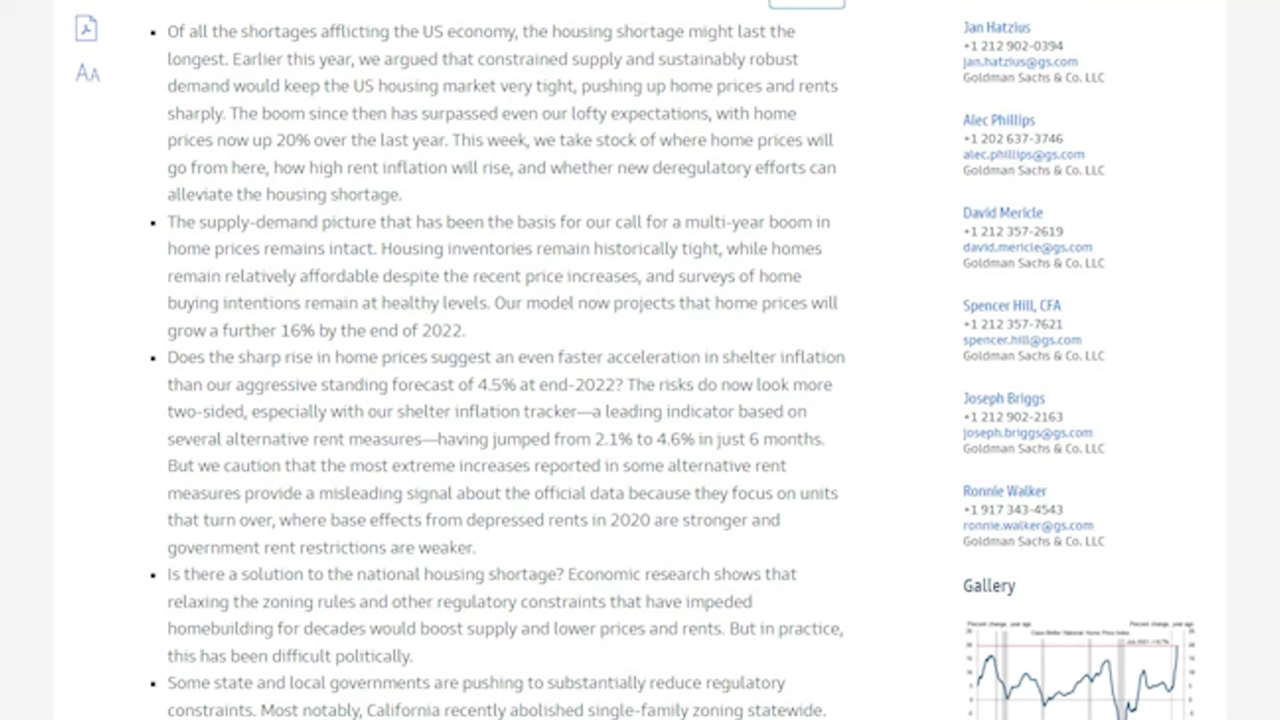 Of all the shortages afflicting the US economy, the housing shortage might last the
longest. Earlier this year, we argued that constrained supply and sustainably robust
demand would keep the US housing market very tight, pushing up home prices and rents
sharply. The boom since then has surpassed even our lofty expectations, with home
prices now up 20% over the last year. This week, we take stock of where home prices will
go from here, how high rent inflation will rise, and whether new deregulatory efforts can
alleviate the housing shortage.
The supply-demand picture that has been the basis for our call for a multi-year boom in
home prices remains intact. Housing inventories remain historically tight, while homes
remain relatively affordable despite the recent price increases, and surveys of home
buying intentions remain at healthy levels. Our model now projects that home prices will
grow a further 16% by the end of 2022.
Does the sharp rise in home prices suggest an even faster acceleration in shelter inflation
than our aggressive standing forecast of 4.5% at end-2022? The risks do now look more
two-sided, especially with our shelter inflation tracker—a leading indicator based on
several alternative rent measures—having jumped from 2.1% to 4.6% in just 6 months.
But we caution that the most extreme increases reported in some alternative rent
measures provide a misleading signal about the official data because they focus on units
that turn over, where base effects from depressed rents in 2020 are stronger and
government rent restrictions are weaker.
Is there a solution to the national housing shortage? Economic research shows that
relaxing the zoning rules and other regulatory constraints that have impeded
homebuilding for decades would boost supply and lower prices and rents. But in practice,
this has been difficult politically.
Some state and local governments are pushing to substantially reduce regulatory
constraints. Most notably, California recently abolished single-family zoning statewide.
AA
Jan Hatzius
+1 212 902-0394
jan.hatzius@gs.com
Goldman Sachs & Co. LLC
Alec Phillips
+1 202 637-3746
alec.phillips@gs.com
Goldman Sachs & Co. LLC
David Mericle
+1 212 357-2619
david.mericle@gs.com
Goldman Sachs & Co. LLC
Spencer Hill, CFA
+1 212 357-7621
spencer.hill@gs.com
Goldman Sachs & Co. LLC
Joseph Briggs
+1 212 902-2163
joseph.briggs@gs.com
Goldman Sachs & Co. LLC
Ronnie Walker
+1 917 343-4543
ronnie.walker@gs.com
Goldman Sachs & Co. LLC
Gallery
Percent change, year ago
Percent change, year ago
Case-Shiller National Home Price Index